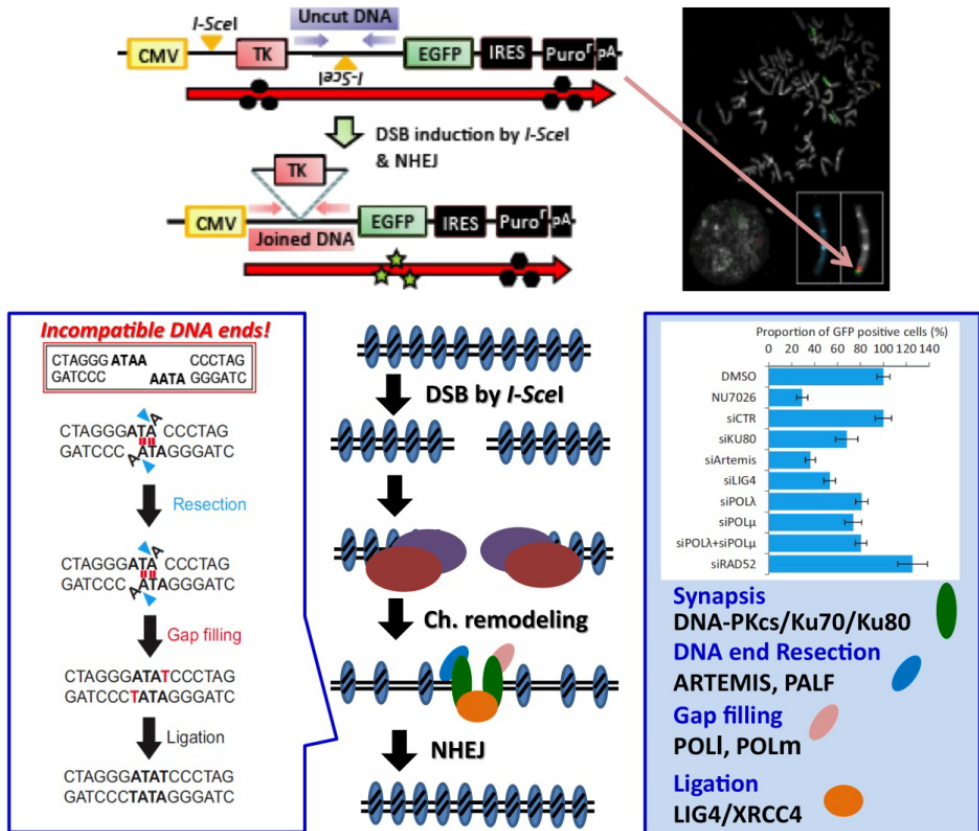 I-SceI
Uncut DNA
CMV
TK
EGFP
IRES
Puroʳ
pA
I-SceI
DSB induction by I-SceI
& NHEJ
TK
CMV
EGFP
IRES
Puroʳ
pA
Joined DNA
Incompatible DNA ends!
CTAGGG ATAA CCCTAG
GATCCC AATA GGGATC
A
CTAGGGATA CCCTAG
GATCCC ATAGGGATC
A
Resection
A
CTAGGGATA CCCTAG
GATCCC ATAGGGATC
A
Gap filling
CTAGGGATATCCCTAG
GATCCCTATAGGGATC
Ligation
CTAGGGATATCCCTAG
GATCCCTATAGGGATC
DSB by I-SceI
Ch. remodeling
NHEJ
Proportion of GFP positive cells (%)
0 20 40 60 80 100 120 140
DMSO
NU7026
siCTR
siKU80
siArtemis
siLIG4
siPOLλ
siPOLμ
siPOLλ+siPOLμ
siRAD52
Synapsis
DNA-PKcs/Ku70/Ku80
DNA end Resection
ARTEMIS, PALF
Gap filling
POLl, POLm
Ligation
LIG4/XRCC4